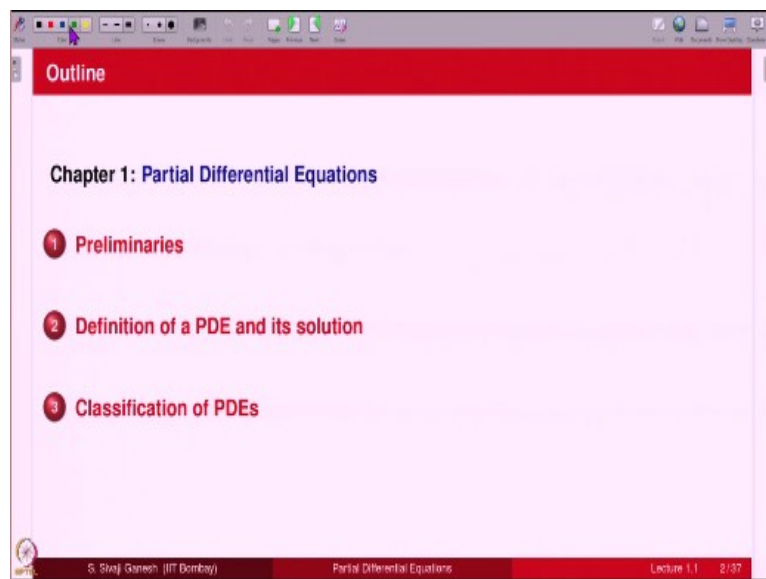 Outline
Chapter 1: Partial Differential Equations
1 Preliminaries
2 Definition of a PDE and its solution
3 Classification of PDEs
S. Sivaji Ganesh (IIT Bombay) Partial Differential Equations Lecture 1.1 2/37